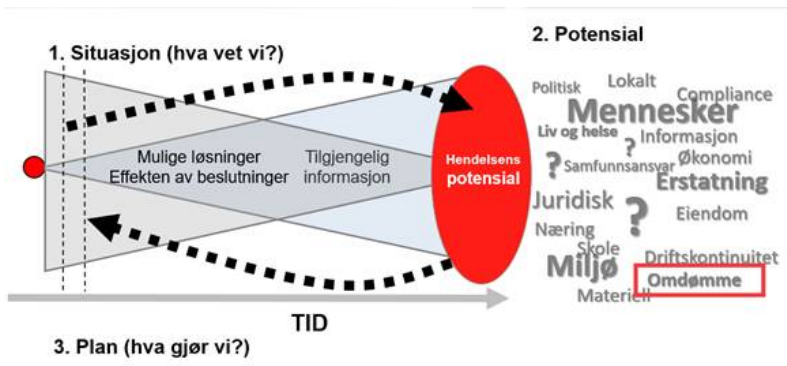 1. Situasjon (hva vet vi?)
Mulige løsninger
Effekten av beslutninger
Tilgjengelig
informasjon
Hendelsens
potensial
TID
3. Plan (hva gjør vi?)
2. Potensial
Politisk
Lokalt
Compliance
Mennesker
Liv og helse
?
Informasjon
?
Samfunnsansvar
Økonomi
Erstatning
Juridisk
?
Eiendom
Næring
Skole
Miljø
Driftskontinuitet
Omdømme
Materiell